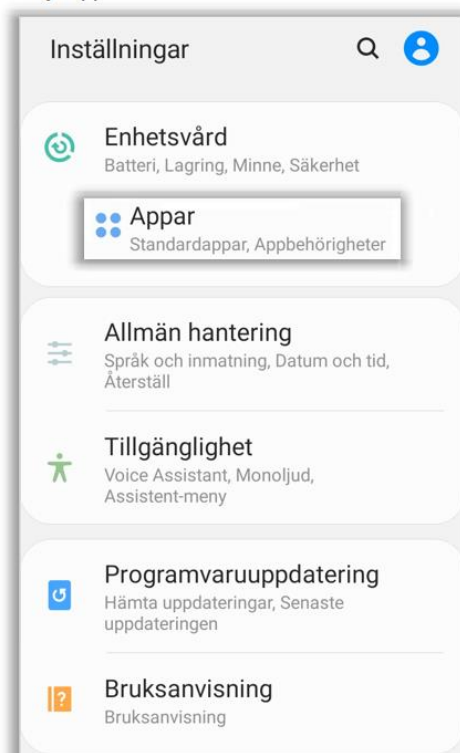 Inställningar
Enhetsvård
Batteri, Lagring, Minne, Säkerhet
Appar
Standardappar, Appbehörigheter
Allmän hantering
Språk och inmatning, Datum och tid,
Återställ
Tillgänglighet
Voice Assistant, Monoljud,
Assistent-meny
Programvaruuppdatering
Hämta uppdateringar, Senaste
uppdateringen
?
Bruksanvisning
Bruksanvisning